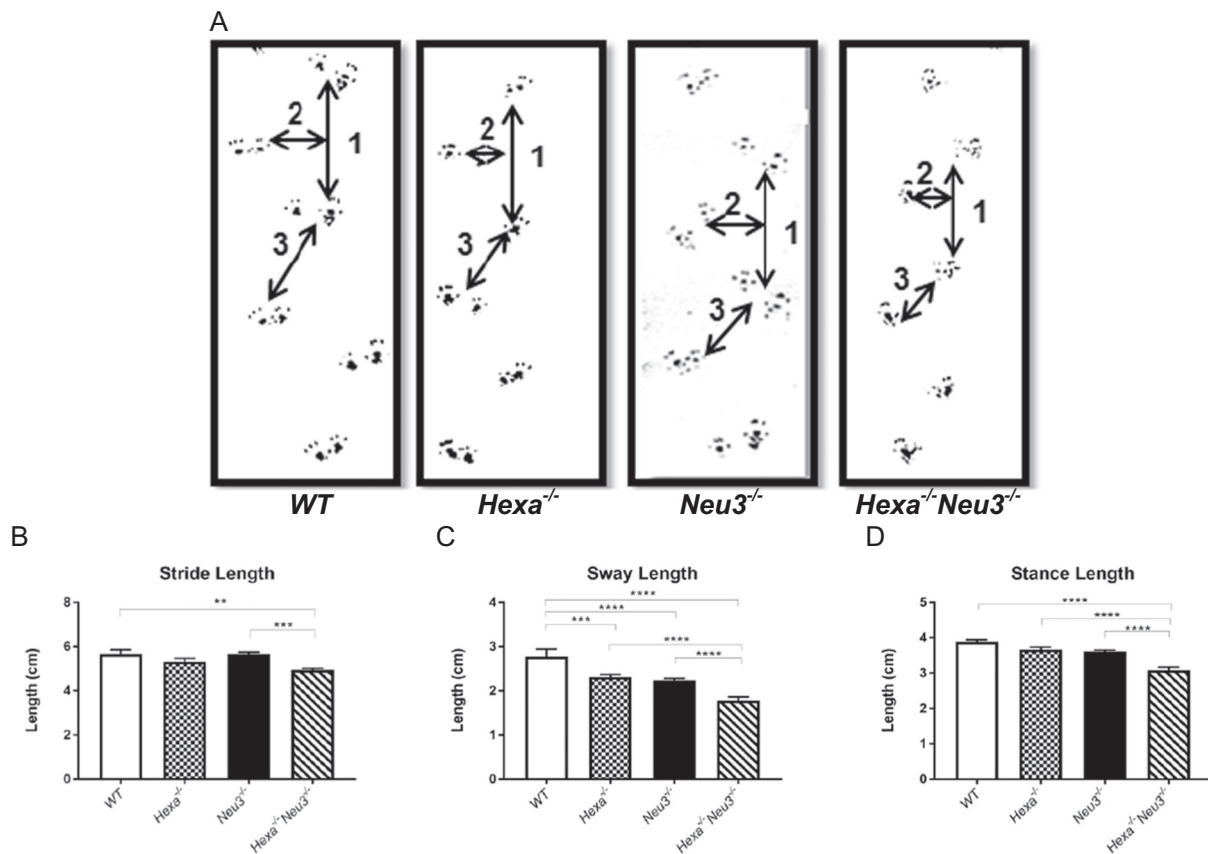 A
2
1
3
2
1
3
2
1
3
2
1
3
WT
Hexa-/-
Neu3-/-
Hexa-/-Neu3-/-
B
Stride Length
Length (cm)
8
6
4
2
0
**
***
WT
Hexa-/-
Neu3-/-
Hexa-/-Neu3-/-
C
Sway Length
Length (cm)
4
3
2
1
0
****
****
***
****
****
WT
Hexa-/-
Neu3-/-
Hexa-/-Neu3-/-
D
Stance Length
Length (cm)
5
4
3
2
1
0
****
****
****
WT
Hexa-/-
Neu3-/-
Hexa-/-Neu3-/-